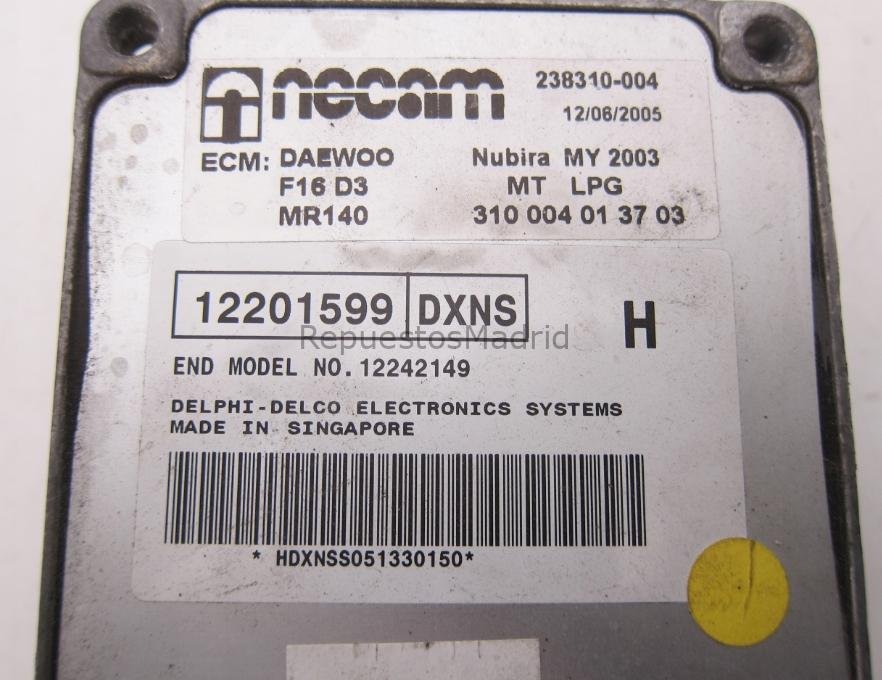 necam 238310-004
12/06/2005
ECM: DAEWOO Nubira MY 2003
F16 D3 MT LPG
MR140 310 004 01 37 03
12201599 DXNS H
RepuestosMadrid
END MODEL NO. 12242149
DELPHI-DELCO ELECTRONICS SYSTEMS
MADE IN SINGAPORE
* HDXNSS051330150*